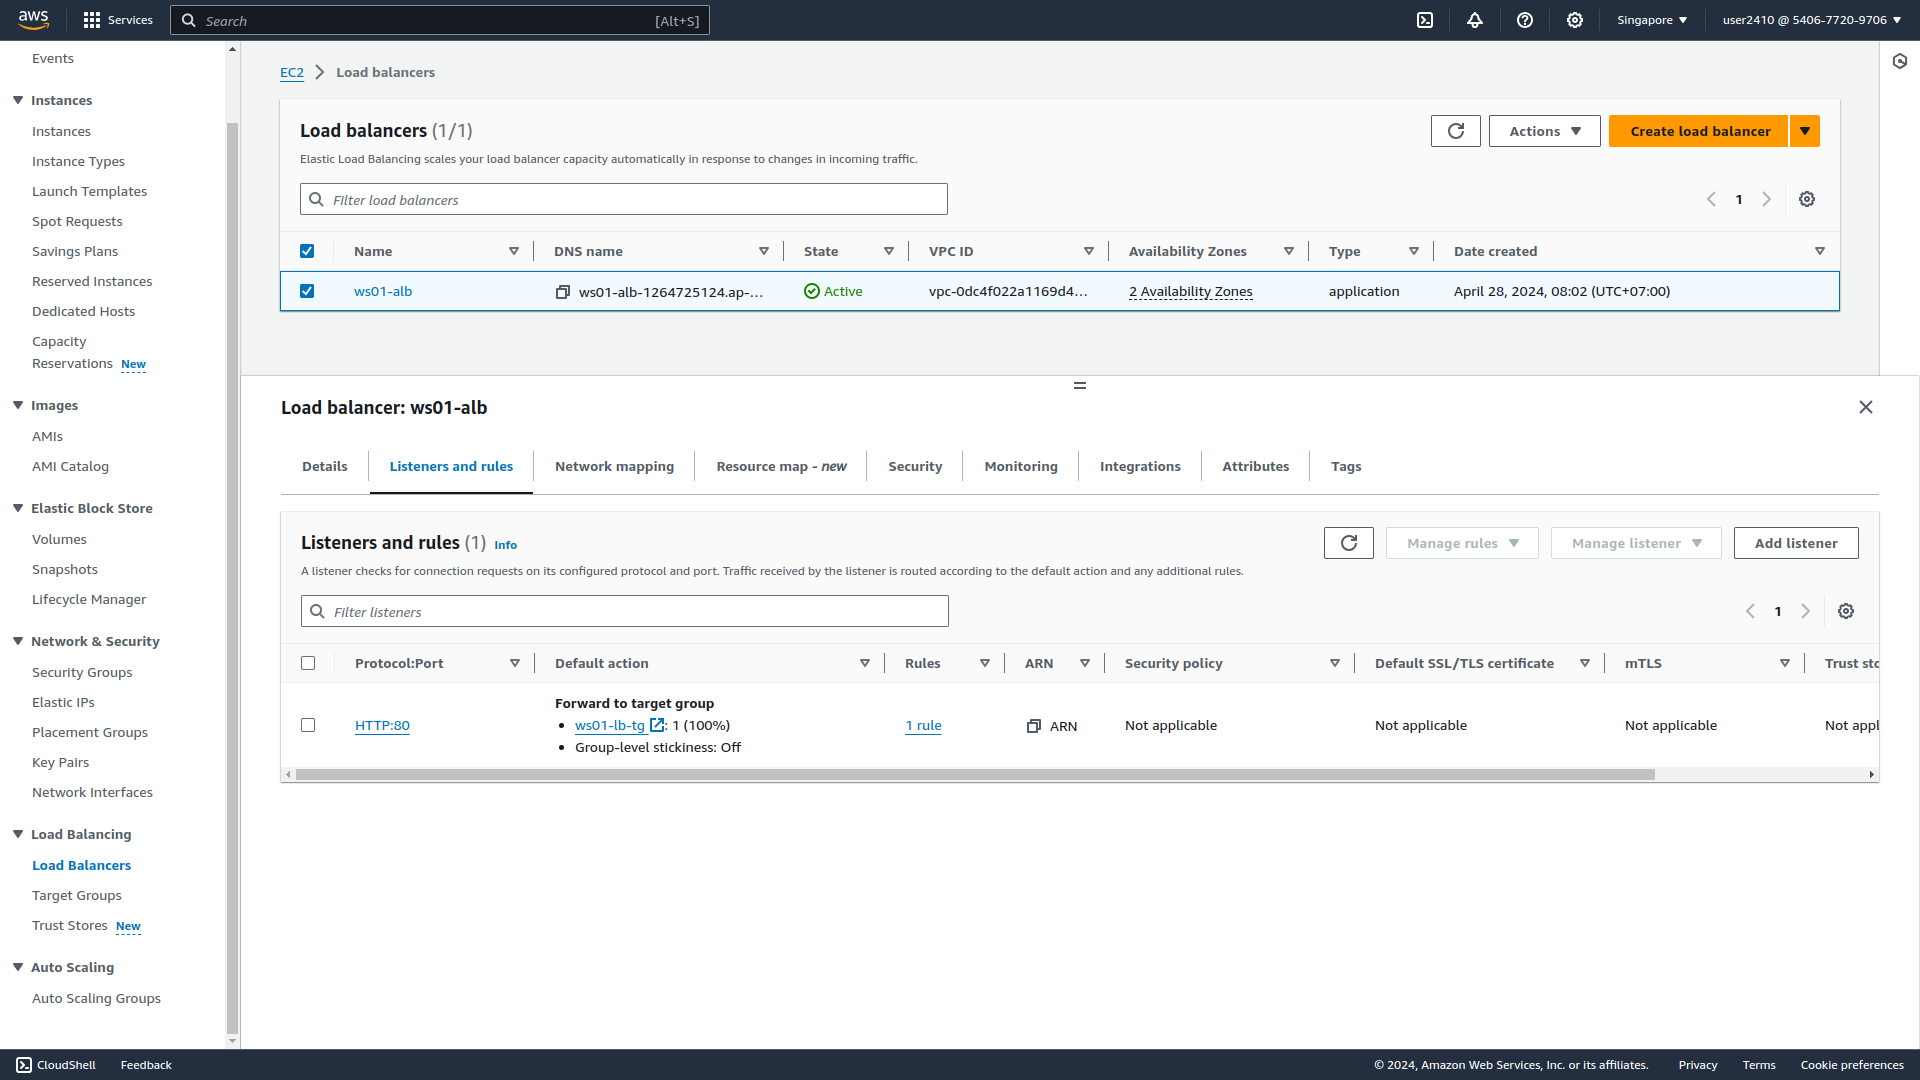 aws
Services
Search
[Alt+S]
Singapore
user2410 @ 5406-7720-9706
Events
Instances
Instances
Instance Types
Launch Templates
Spot Requests
Savings Plans
Reserved Instances
Dedicated Hosts
Capacity
Reservations New
Images
AMIs
AMI Catalog
Elastic Block Store
Volumes
Snapshots
Lifecycle Manager
Network & Security
Security Groups
Elastic IPs
Placement Groups
Key Pairs
Network Interfaces
Load Balancing
Load Balancers
Target Groups
Trust Stores New
Auto Scaling
Auto Scaling Groups
EC2 Load balancers
Load balancers (1/1)
Actions
Create load balancer
Elastic Load Balancing scales your load balancer capacity automatically in response to changes in incoming traffic.
Filter load balancers
1
Name DNS name State VPC ID Availability Zones Type Date created
ws01-alb ws01-alb-1264725124.ap-... Active vpc-0dc4f022a1169d4... 2 Availability Zones application April 28, 2024, 08:02 (UTC+07:00)
Load balancer: ws01-alb
Details Listeners and rules Network mapping Resource map - new Security Monitoring Integrations Attributes Tags
Listeners and rules (1) Info
Manage rules
Manage listener
Add listener
A listener checks for connection requests on its configured protocol and port. Traffic received by the listener is routed according to the default action and any additional rules.
Filter listeners
1
Protocol:Port Default action Rules ARN Security policy Default SSL/TLS certificate mTLS Trust sto
Forward to target group
HTTP:80 • ws01-lb-tg : 1 (100%) 1 rule ARN Not applicable Not applicable Not applicable Not appl
• Group-level stickiness: Off
CloudShell
Feedback
© 2024, Amazon Web Services, Inc. or its affiliates.
Privacy
Terms
Cookie preferences